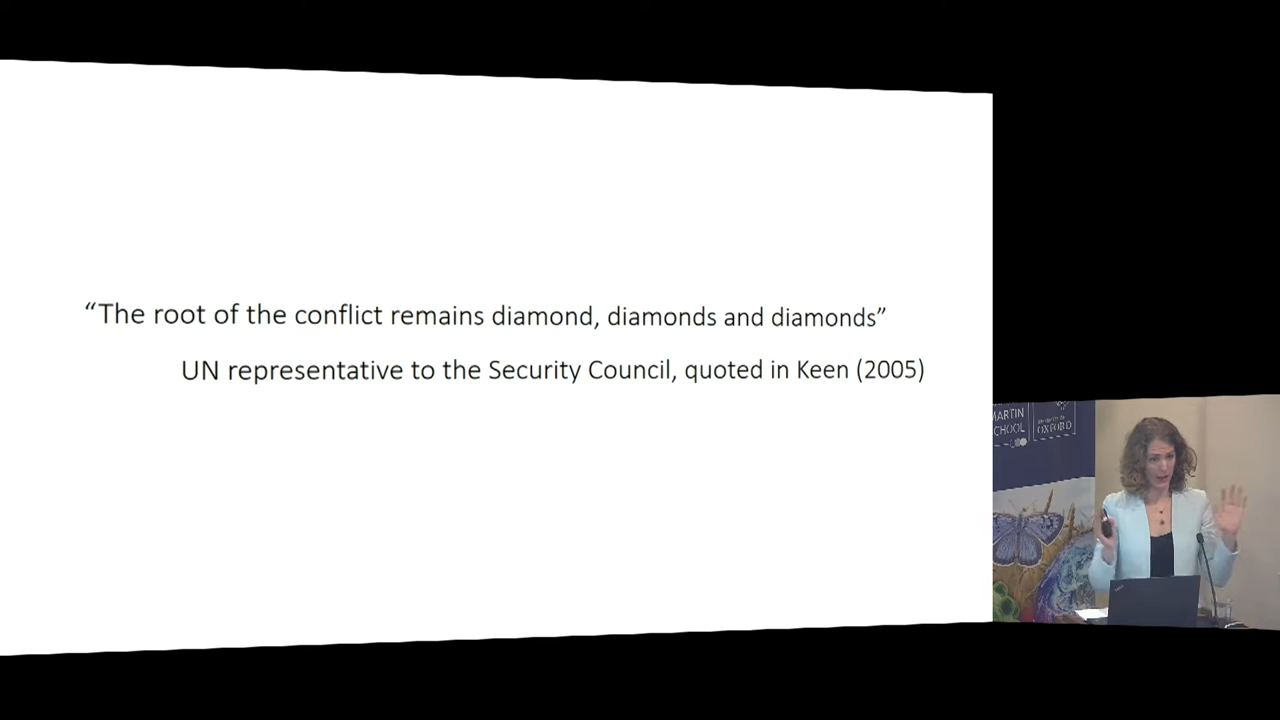 “The root of the conflict remains diamond, diamonds and diamonds”
UN representative to the Security Council, quoted in Keen (2005)
MARTIN
OXFORD